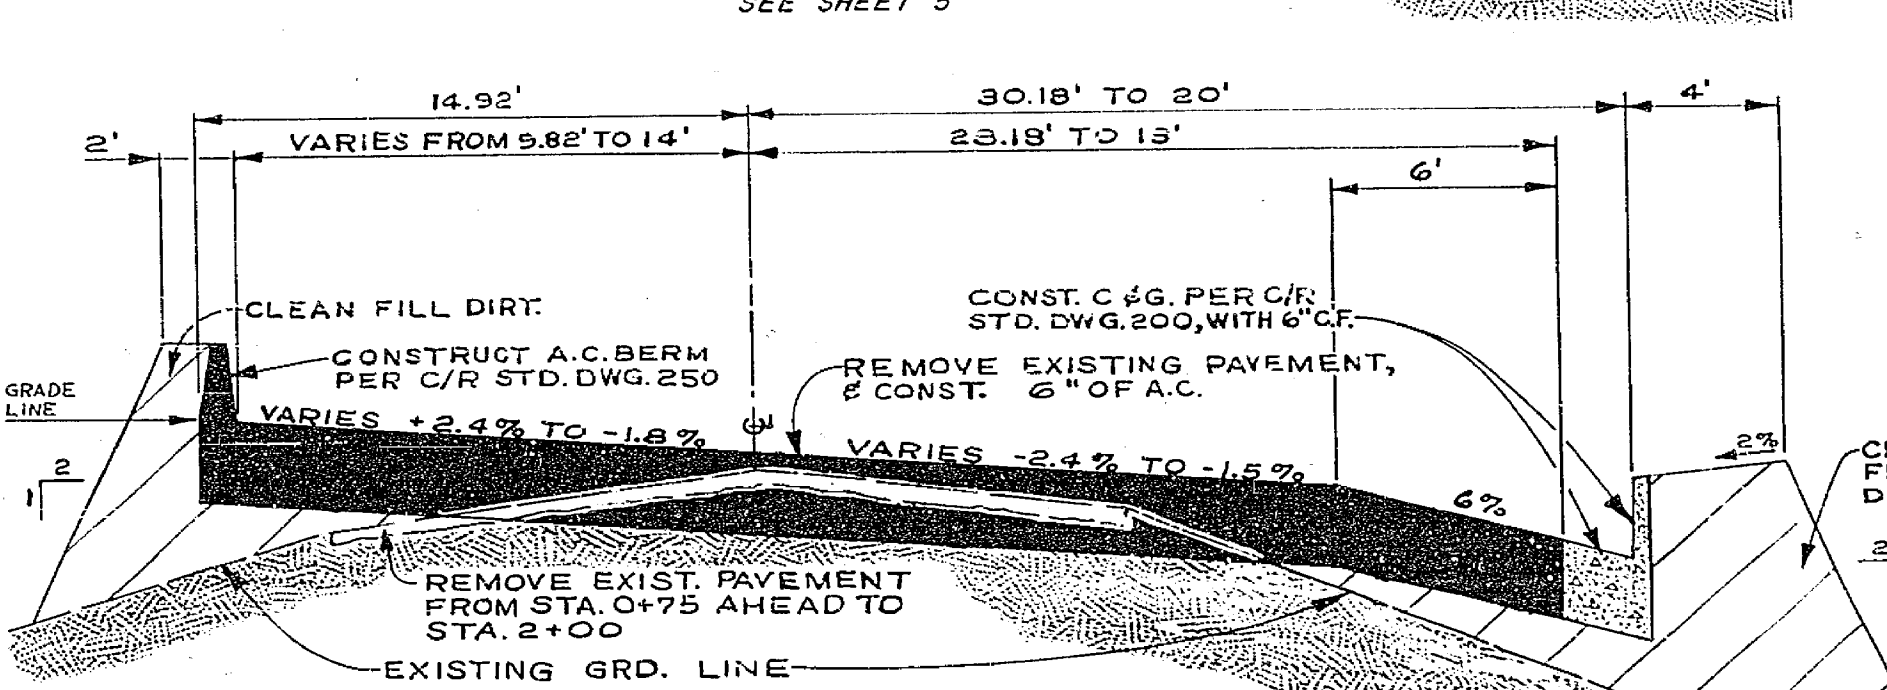 SEE SHEET 5
14.92'
30.18' TO 20'
4'
2'
VARIES FROM 9.82' TO 14'
23.18' TO 13'
6'
CLEAN FILL DIRT.
CONST. C & G. PER C/R
STD. DWG. 200, WITH 6" C.F.
CONSTRUCT A.C. BERM
PER C/R STD. DWG. 250
REMOVE EXISTING PAVEMENT,
& CONST. 6" OF A.C.
GRADE
LINE
VARIES +2.4% TO -1.8%
VARIES -2.4% TO -1.5%
2%
6%
2
1
D
2
REMOVE EXIST. PAVEMENT
FROM STA. 0+75 AHEAD TO
STA. 2+00
EXISTING GRD. LINE